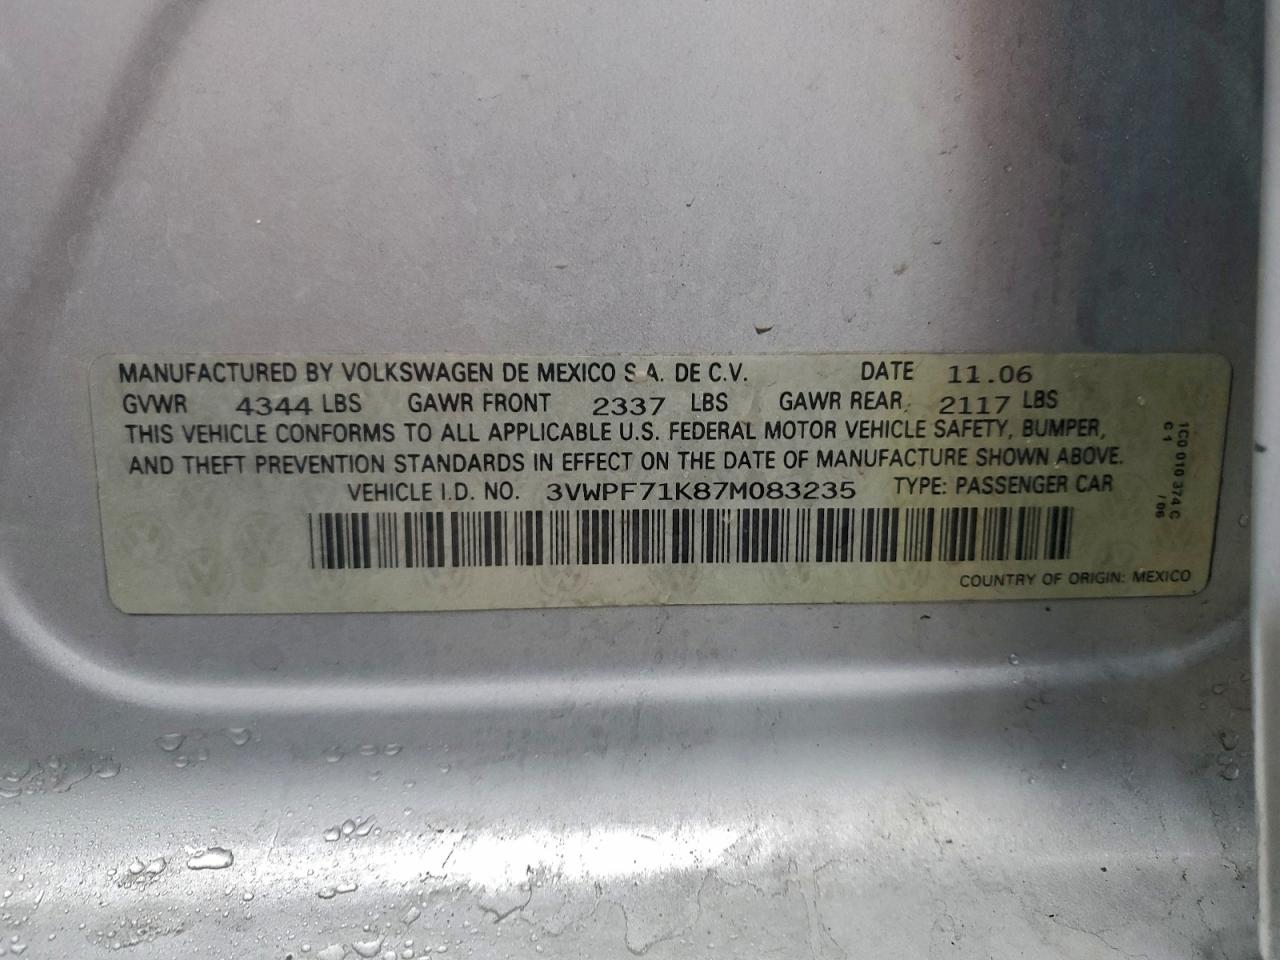 MANUFACTURED BY VOLKSWAGEN DE MEXICO S.A. DE C.V. DATE 11.06
GVWR 4344 LBS GAWR FRONT 2337 LBS GAWR REAR 2117 LBS
THIS VEHICLE CONFORMS TO ALL APPLICABLE U.S. FEDERAL MOTOR VEHICLE SAFETY, BUMPER,
AND THEFT PREVENTION STANDARDS IN EFFECT ON THE DATE OF MANUFACTURE SHOWN ABOVE.
VEHICLE I.D. NO. 3VWPF71K87M083235 TYPE: PASSENGER CAR
COUNTRY OF ORIGIN: MEXICO
1C0 010 374 C /06
C1